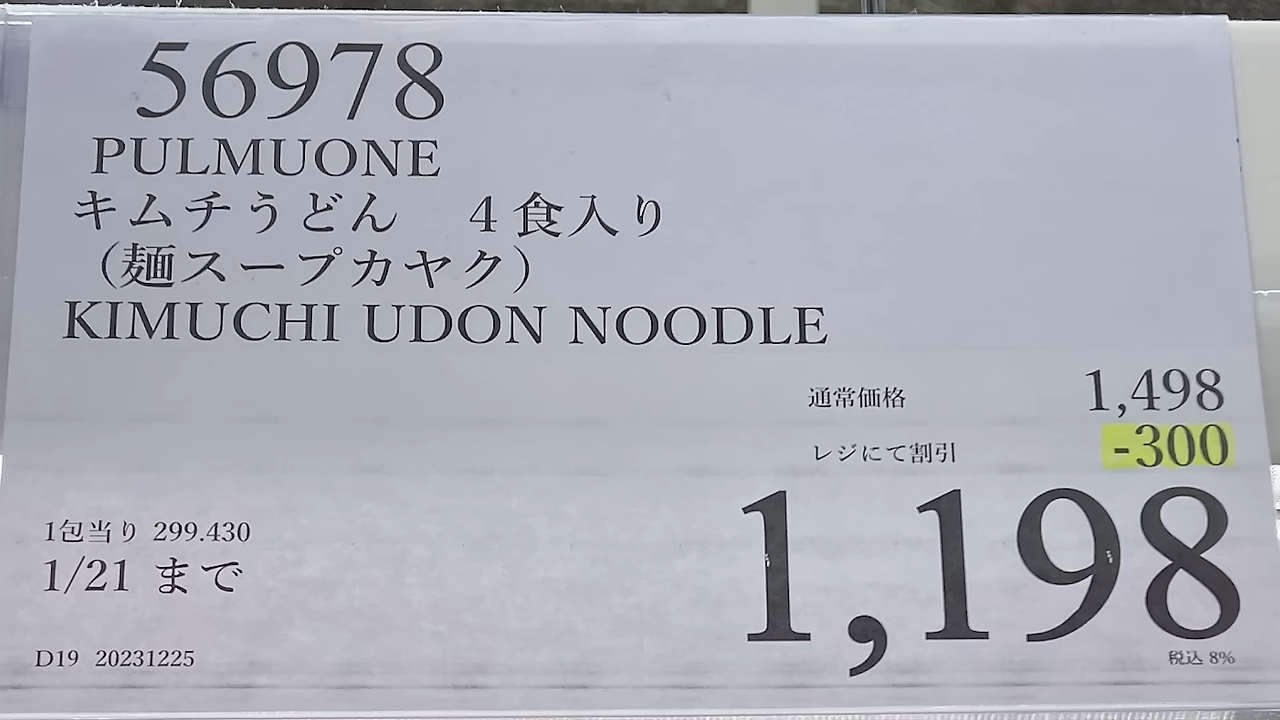 56978
PULMUONE
キムチうどん　４食入り
（麺スープカヤク）
KIMUCHI UDON NOODLE
通常価格 1,498
レジにて割引 -300
1,198
税込 8%
1包当り 299.430
1/21 まで
D19 20231225